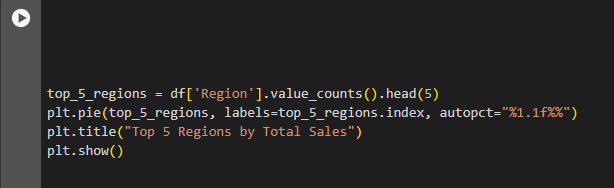 top_5_regions = df['Region'].value_counts().head(5)
plt.pie(top_5_regions, labels=top_5_regions.index, autopct="%1.1f%%")
plt.title("Top 5 Regions by Total Sales")
plt.show()